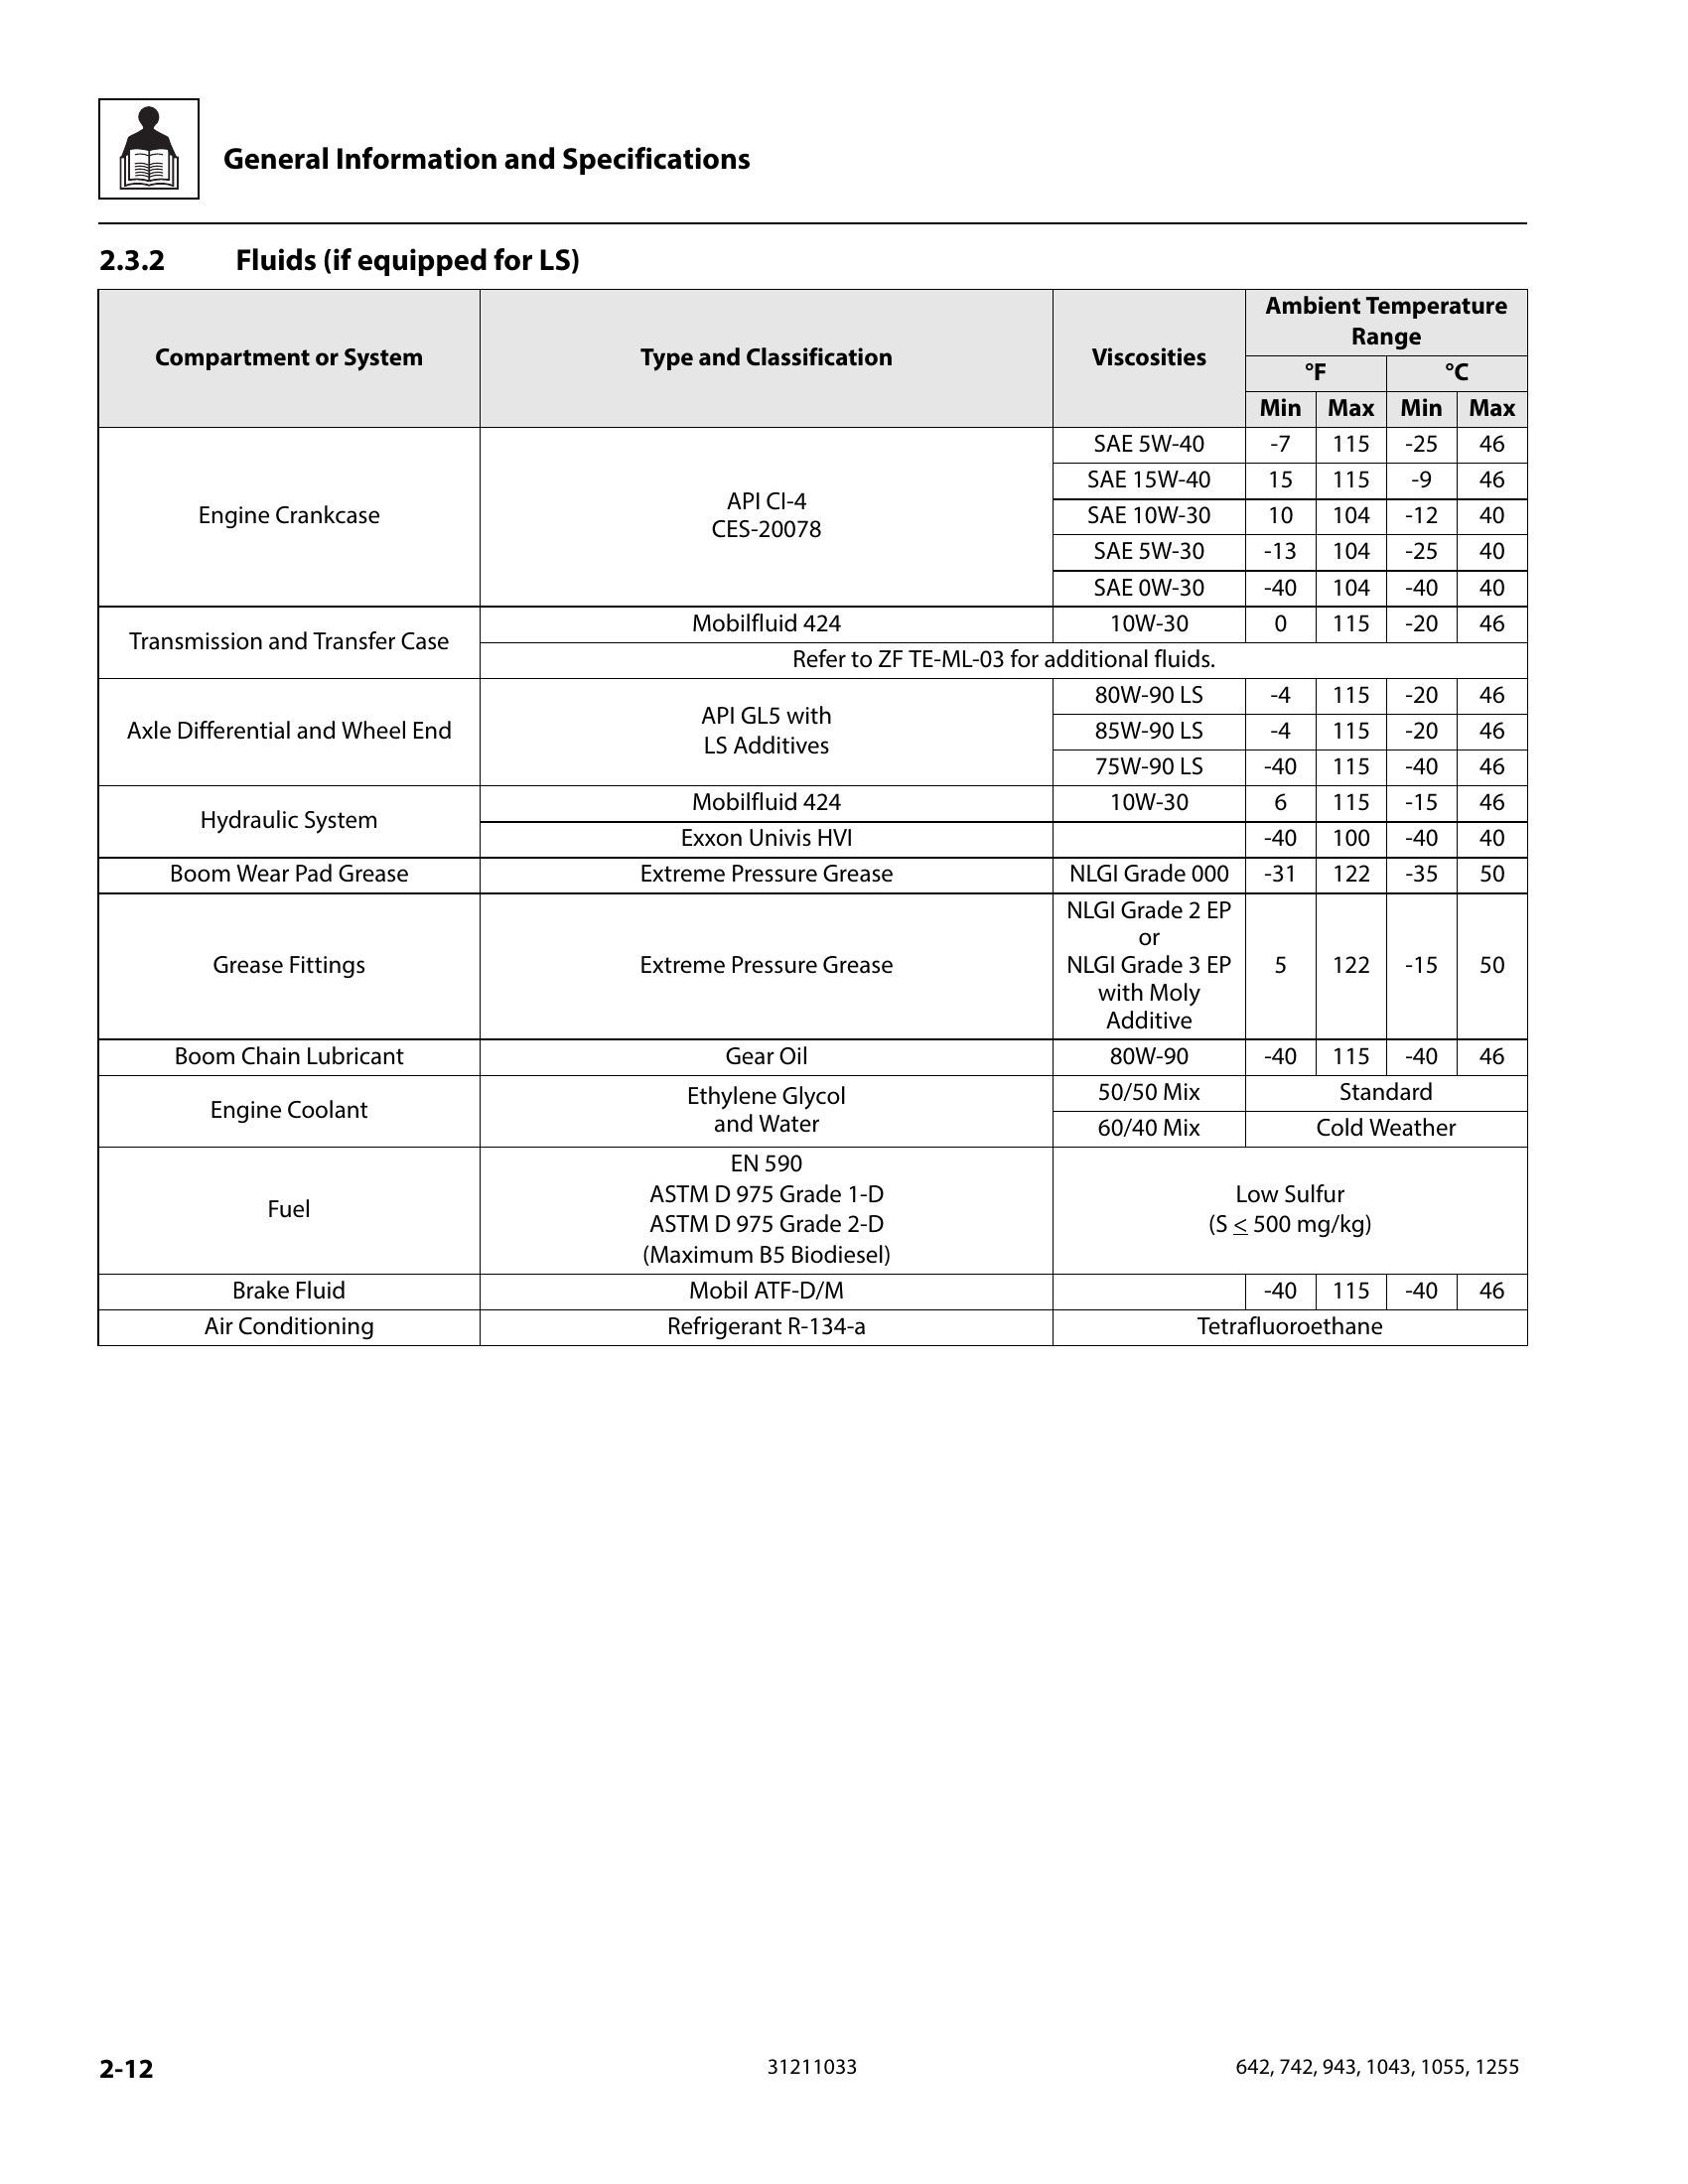 General Information and Specifications
2.3.2 Fluids (if equipped for LS)
Compartment or System Type and Classification Viscosities Ambient Temperature Range
°F °C
Min Max Min Max
Engine Crankcase API CI-4 CES-20078 SAE 5W-40 -7 115 -25 46
SAE 15W-40 15 115 -9 46
SAE 10W-30 10 104 -12 40
SAE 5W-30 -13 104 -25 40
SAE 0W-30 -40 104 -40 40
Transmission and Transfer Case Mobilfluid 424 10W-30 0 115 -20 46
Refer to ZF TE-ML-03 for additional fluids.
Axle Differential and Wheel End API GL5 with LS Additives 80W-90 LS -4 115 -20 46
85W-90 LS -4 115 -20 46
75W-90 LS -40 115 -40 46
Hydraulic System Mobilfluid 424 10W-30 6 115 -15 46
Exxon Univis HVI -40 100 -40 40
Boom Wear Pad Grease Extreme Pressure Grease NLGI Grade 000 -31 122 -35 50
Grease Fittings Extreme Pressure Grease NLGI Grade 2 EP or NLGI Grade 3 EP with Moly Additive 5 122 -15 50
Boom Chain Lubricant Gear Oil 80W-90 -40 115 -40 46
Engine Coolant Ethylene Glycol and Water 50/50 Mix Standard
60/40 Mix Cold Weather
Fuel EN 590
ASTM D 975 Grade 1-D
ASTM D 975 Grade 2-D
(Maximum B5 Biodiesel)
Low Sulfur
(S ≤ 500 mg/kg)
Brake Fluid Mobil ATF-D/M -40 115 -40 46
Air Conditioning Refrigerant R-134-a Tetrafluoroethane
2-12 31211033 642, 742, 943, 1043, 1055, 1255